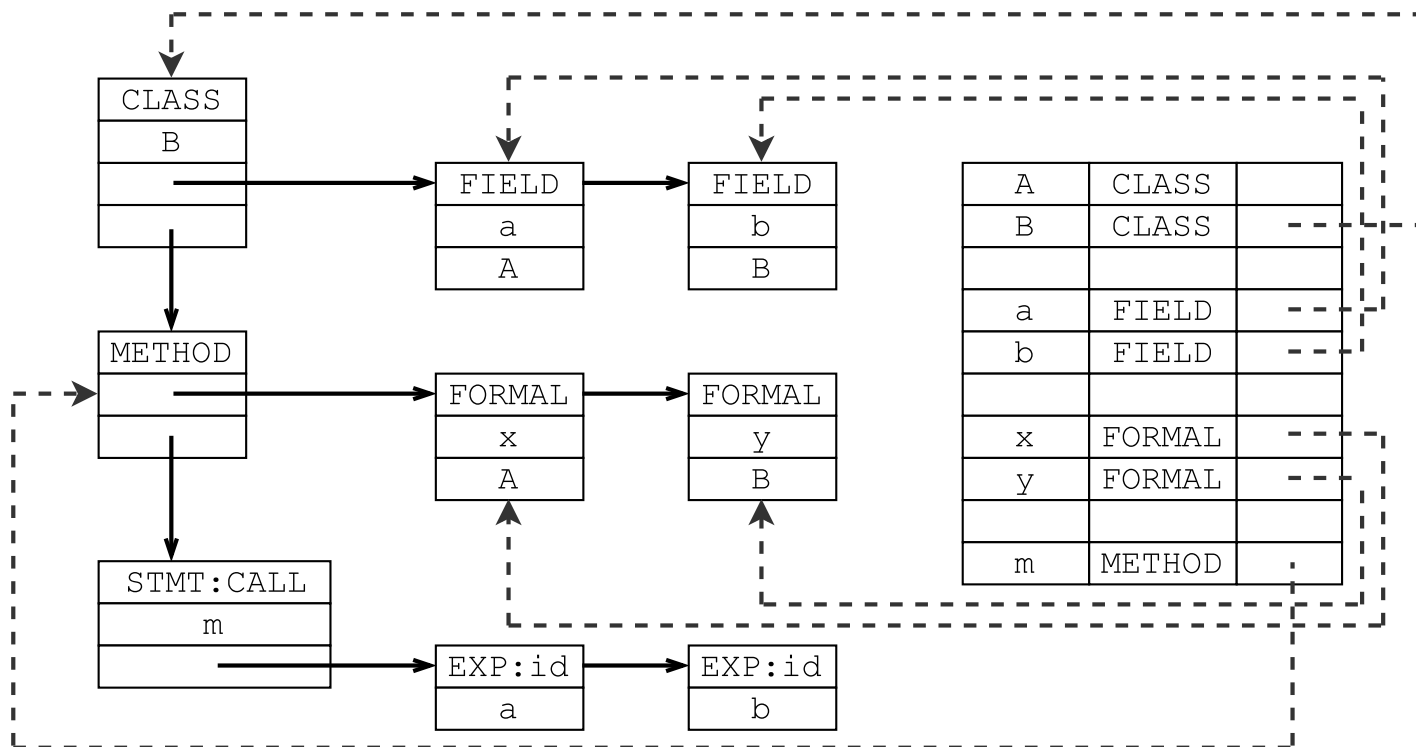 CLASS
B
FIELD
a
A
FIELD
b
B
METHOD
FORMAL
x
A
FORMAL
y
B
STMT:CALL
m
EXP:id
a
EXP:id
b
A CLASS
B CLASS
a FIELD
b FIELD
x FORMAL
y FORMAL
m METHOD